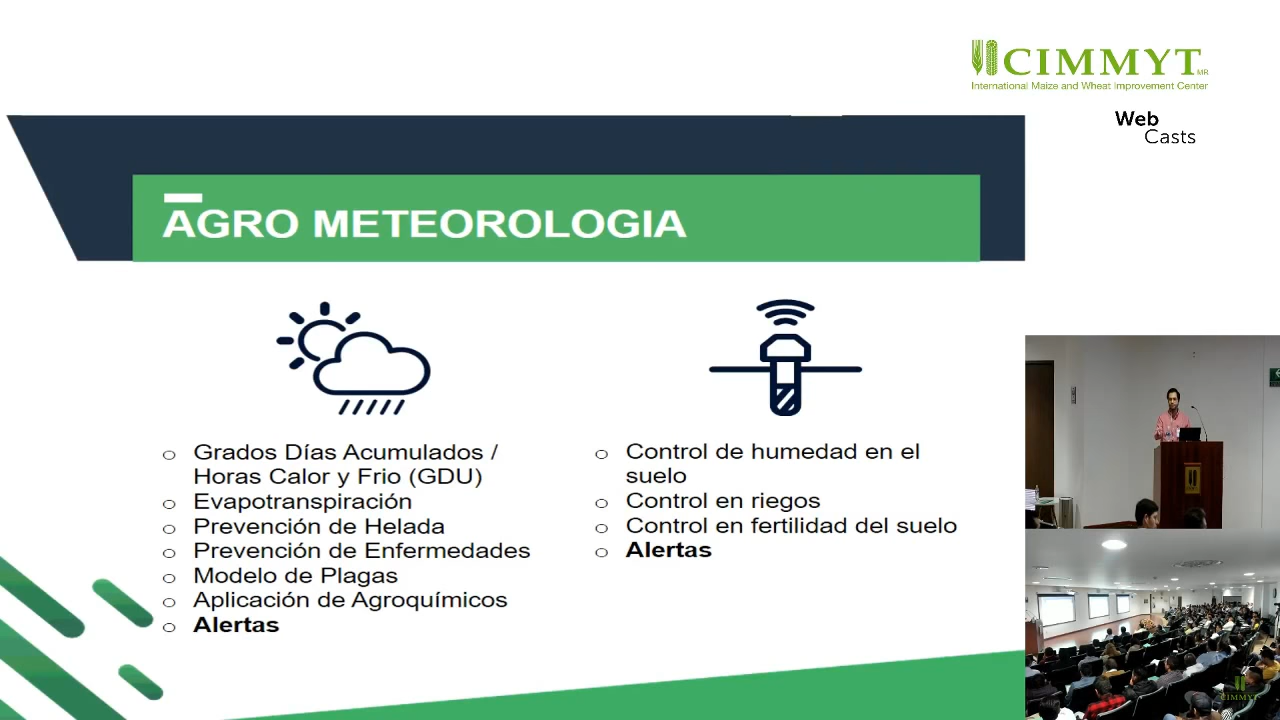 CIMMYT MR
International Maize and Wheat Improvement Center
Web
Casts
AGRO METEOROLOGIA
Grados Días Acumulados /
Horas Calor y Frio (GDU)
Evapotranspiración
Prevención de Helada
Prevención de Enfermedades
Modelo de Plagas
Aplicación de Agroquímicos
Alertas
Control de humedad en el
suelo
Control en riegos
Control en fertilidad del suelo
Alertas
CIMMYT